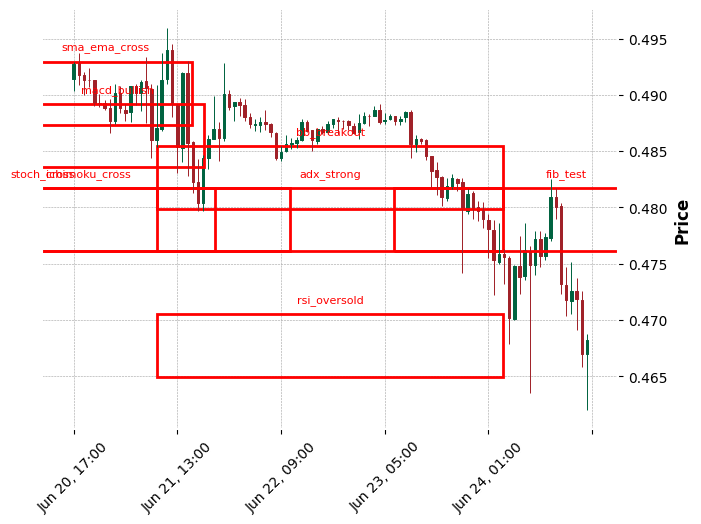 sma_ema_cross
0.495
macd_bullish
0.490
bb_breakout
0.485
stoch_cross
ichimoku_cross
adx_strong
fib_test
0.480
0.475
rsi_oversold
0.470
0.465
Price
Jun 20, 17:00
Jun 21, 13:00
Jun 22, 09:00
Jun 23, 05:00
Jun 24, 01:00